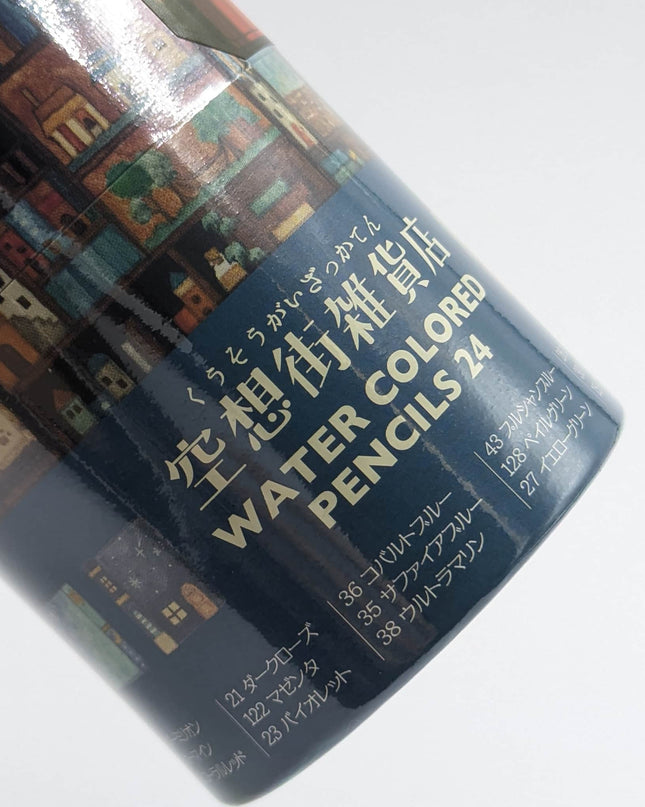 くうそうがいざっかてん
空想街雑貨店
WATER COLORED
PENCILS 24
21 ダークローズ
122 マゼンタ
23 バイオレット
36 コバルトブルー
35 サファイアブルー
38 ウルトラマリン
43 プルシャンブルー
128 ペイルグリーン
27 イエローグリーン